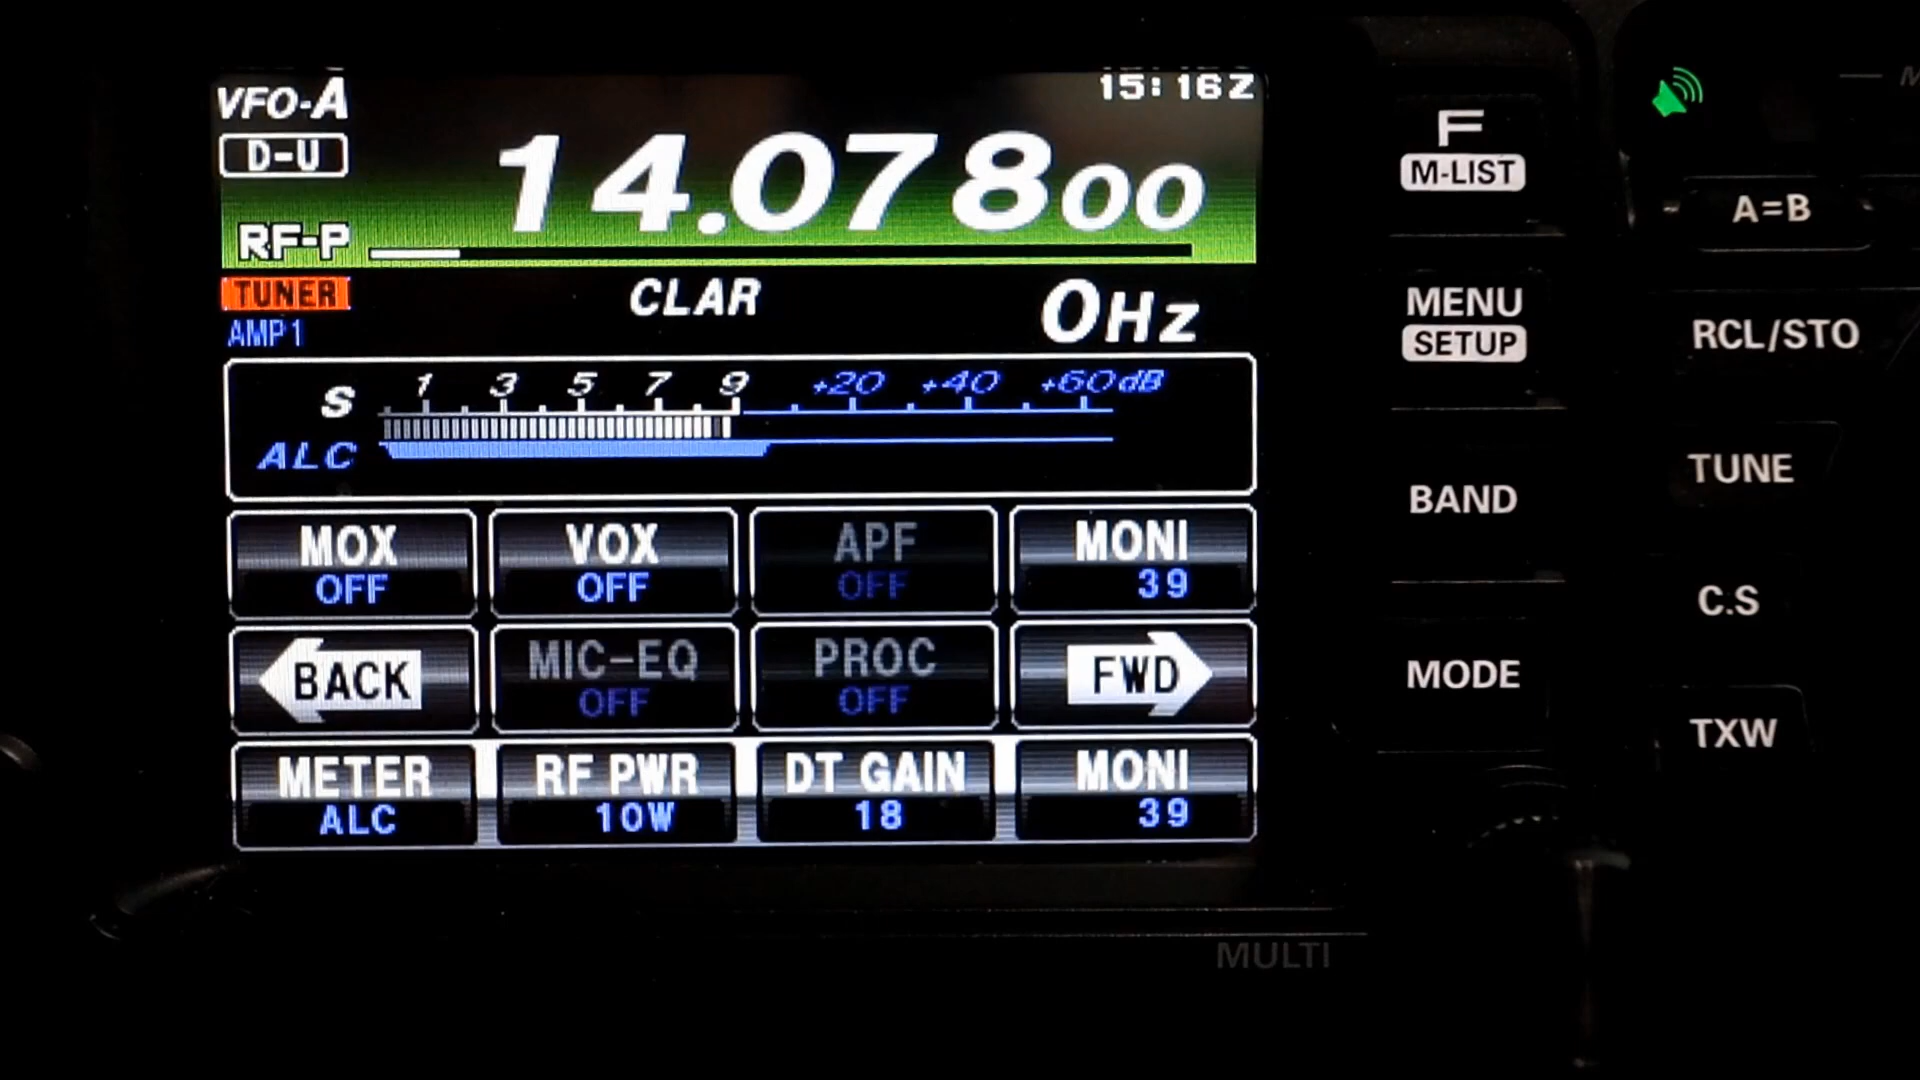 VFO-A
15:16Z
D-U
14.07800
RF-P
TUNER
AMP1
CLAR
0Hz
S 1 3 5 7 9 +20 +40 +60dB
ALC
MOX VOX APF MONI
OFF OFF OFF 39
BACK MIC-EQ PROC FWD
OFF OFF
METER RF PWR DT GAIN MONI
ALC 10W 18 39
MULTI
F
M-LIST
MENU
SETUP
BAND
MODE
A=B
RCL/STO
TUNE
C.S
TXW